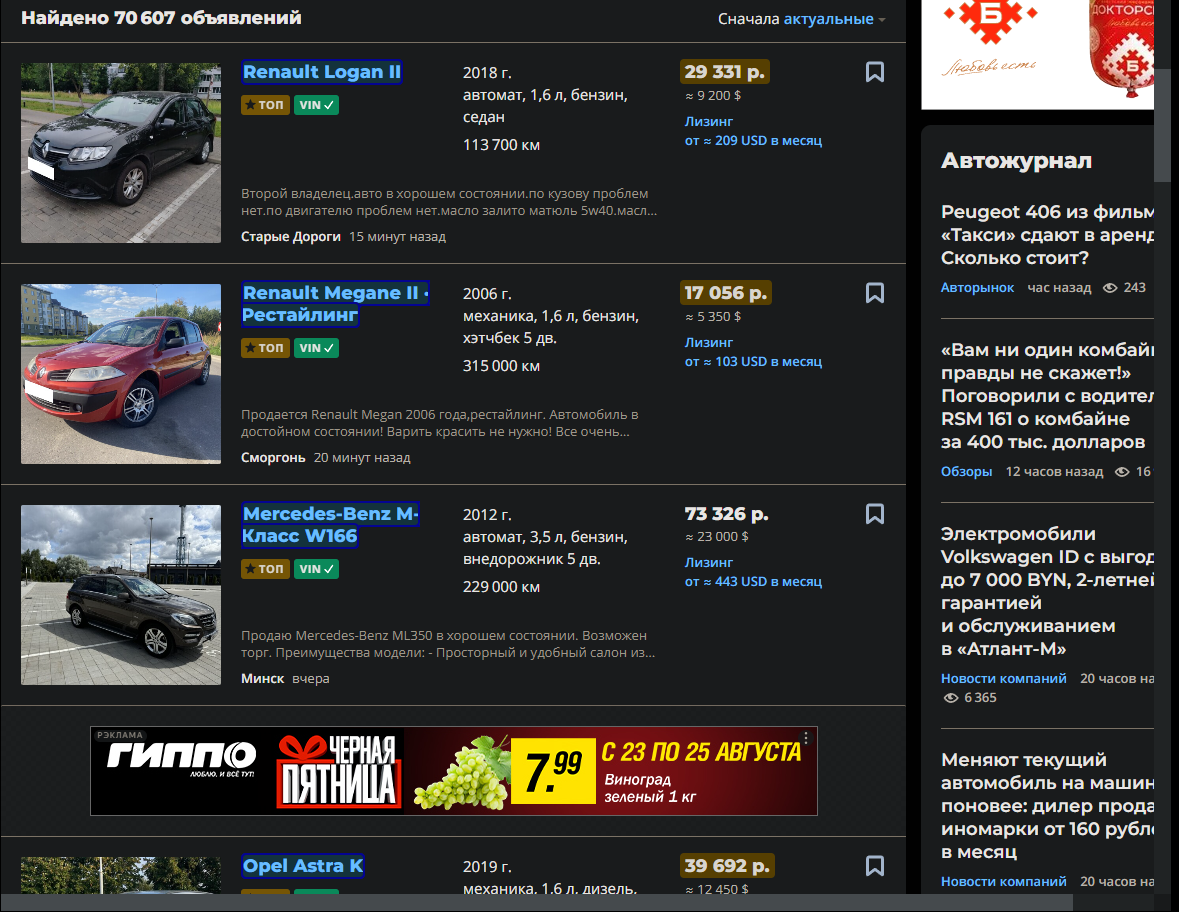 Найдено 70 607 объявлений
Сначала актуальные
Renault Logan II
ТОП
VIN
2018 г.
автомат, 1,6 л, бензин,
седан
113 700 км
29 331 р.
≈ 9 200 $
Лизинг
от ≈ 209 USD в месяц
Второй владелец,авто в хорошем состоянии.по кузову проблем
нет.по двигателю проблем нет.масло залито матюль 5w40.масл…
Старые Дороги 15 минут назад
Renault Megane II ·
Рестайлинг
ТОП
VIN
2006 г.
механика, 1,6 л, бензин,
хэтчбек 5 дв.
315 000 км
17 056 р.
≈ 5 350 $
Лизинг
от ≈ 103 USD в месяц
Продается Renault Megan 2006 года,рестайлинг. Автомобиль в
достойном состоянии! Варить красить не нужно! Все очень…
Сморгонь 20 минут назад
Mercedes-Benz M-
Класс W166
ТОП
VIN
2012 г.
автомат, 3,5 л, бензин,
внедорожник 5 дв.
229 000 км
73 326 р.
≈ 23 000 $
Лизинг
от ≈ 443 USD в месяц
Продаю Mercedes-Benz ML350 в хорошем состоянии. Возможен
торг. Преимущества модели: - Просторный и удобный салон из…
Минск вчера
РЭКЛАМА
ГИППО
ЛЮБЛЮ. И ВСЁ ТУТ!
ЧЕРНАЯ
ПЯТНИЦА
7.99
С 23 ПО 25 АВГУСТА
Виноград
зеленый 1 кг
Opel Astra K
2019 г.
механика, 1,6 л, дизель,
39 692 р.
≈ 12 450 $
Б
Любовь есть
ДОКТОРСК
Любовь есть
Б
Автожурнал
Peugeot 406 из фильм
«Такси» сдают в аренд
Сколько стоит?
Авторынок час назад 243
«Вам ни один комбай
правды не скажет!»
Поговорили с водител
RSM 161 о комбайне
за 400 тыс. долларов
Обзоры 12 часов назад 16
Электромобили
Volkswagen ID с выгод
до 7 000 BYN, 2-летней
гарантией
и обслуживанием
в «Атлант-М»
Новости компаний 20 часов на
6 365
Меняют текущий
автомобиль на машин
поновее: дилер прода
иномарки от 160 рубле
в месяц
Новости компаний 20 часов на